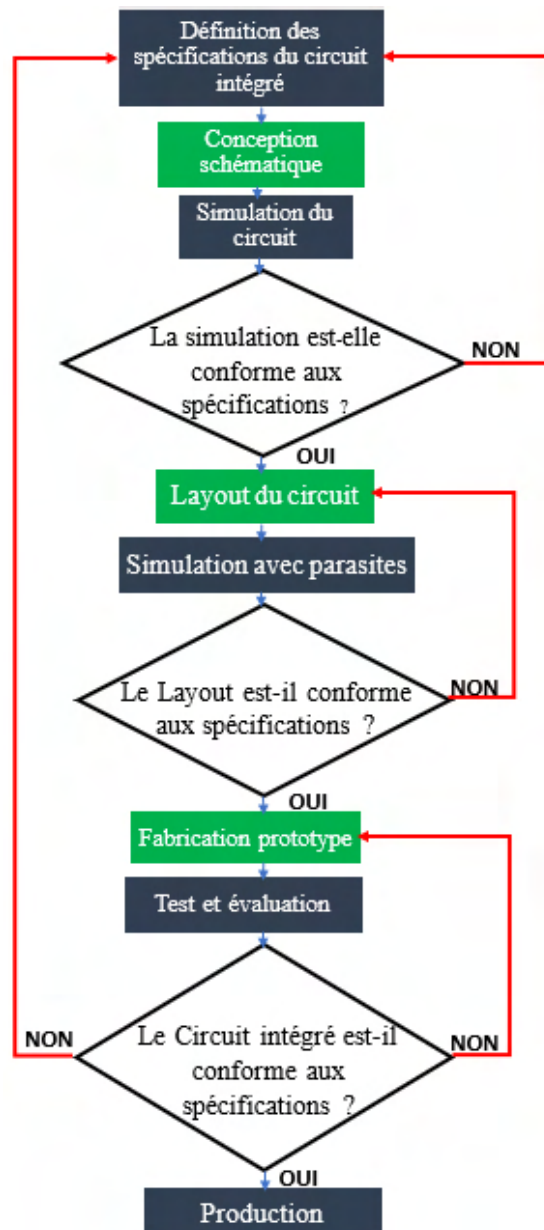 Définition des
spécifications du circuit
intégré
Conception
schématique
Simulation du
circuit
La simulation est-elle
conforme aux
spécifications ?
NON
OUI
Layout du circuit
Simulation avec parasites
Le Layout est-il conforme
aux spécifications ?
NON
OUI
Fabrication prototype
Test et évaluation
NON
Le Circuit intégré est-il
conforme aux
spécifications ?
NON
OUI
Production